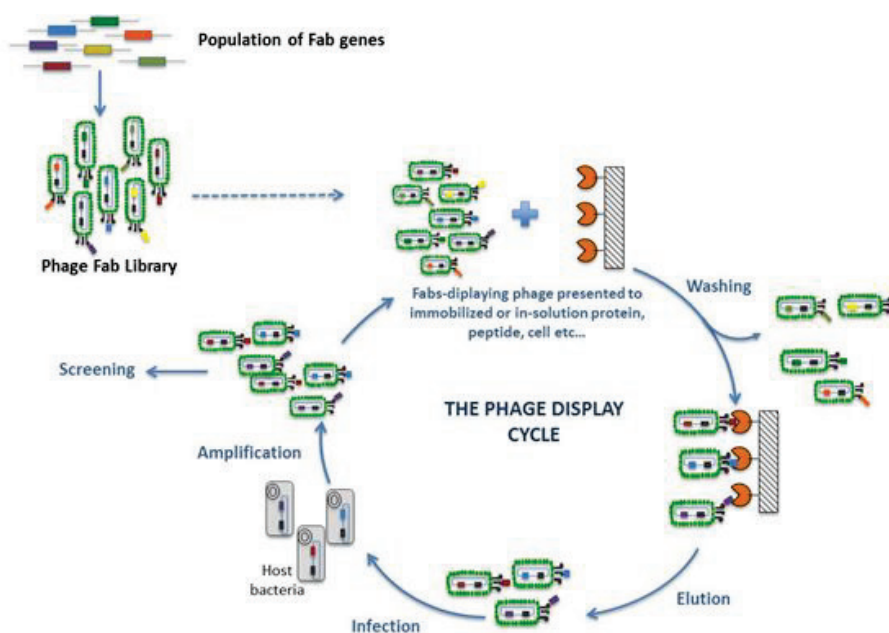 Population of Fab genes
Phage Fab Library
Fabs-diplaying phage presented to
immobilized or in-solution protein,
peptide, cell etc...
Washing
Screening
THE PHAGE DISPLAY
CYCLE
Amplification
Host
bacteria
Infection
Elution